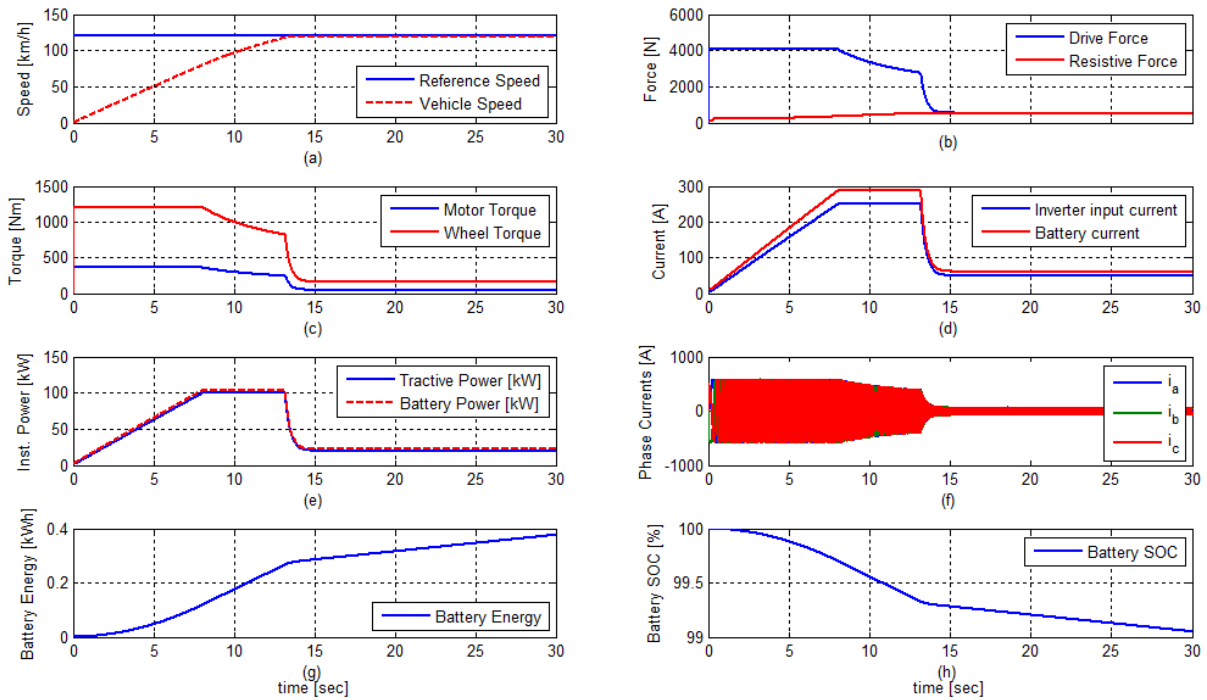 Speed [km/h]
150
100
50
0
0 5 10 15 20 25 30
Reference Speed
Vehicle Speed
(a)
Force [N]
6000
4000
2000
0
0 5 10 15 20 25 30
Drive Force
Resistive Force
(b)
Torque [Nm]
1500
1000
500
0
0 5 10 15 20 25 30
Motor Torque
Wheel Torque
(c)
Current [A]
300
200
100
0
0 5 10 15 20 25 30
Inverter input current
Battery current
(d)
Inst. Power [kW]
150
100
50
0
0 5 10 15 20 25 30
Tractive Power [kW]
Battery Power [kW]
(e)
Phase Currents [A]
1000
0
-1000
0 5 10 15 20 25 30
i_a
i_b
i_c
(f)
Battery Energy [kWh]
0.4
0.2
0
0 5 10 15 20 25 30
Battery Energy
(g)
time [sec]
Battery SOC [%]
100
99.5
99
0 5 10 15 20 25 30
Battery SOC
(h)
time [sec]